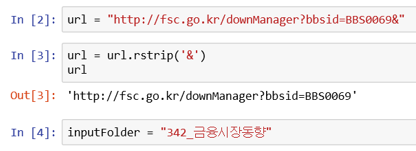 In [2]: url = "http://fsc.go.kr/downManager?bbsid=BBS0069&"
In [3]: url = url.rstrip('&')
url
Out[3]: 'http://fsc.go.kr/downManager?bbsid=BBS0069'
In [4]: inputFolder = "342_금융시장동향"